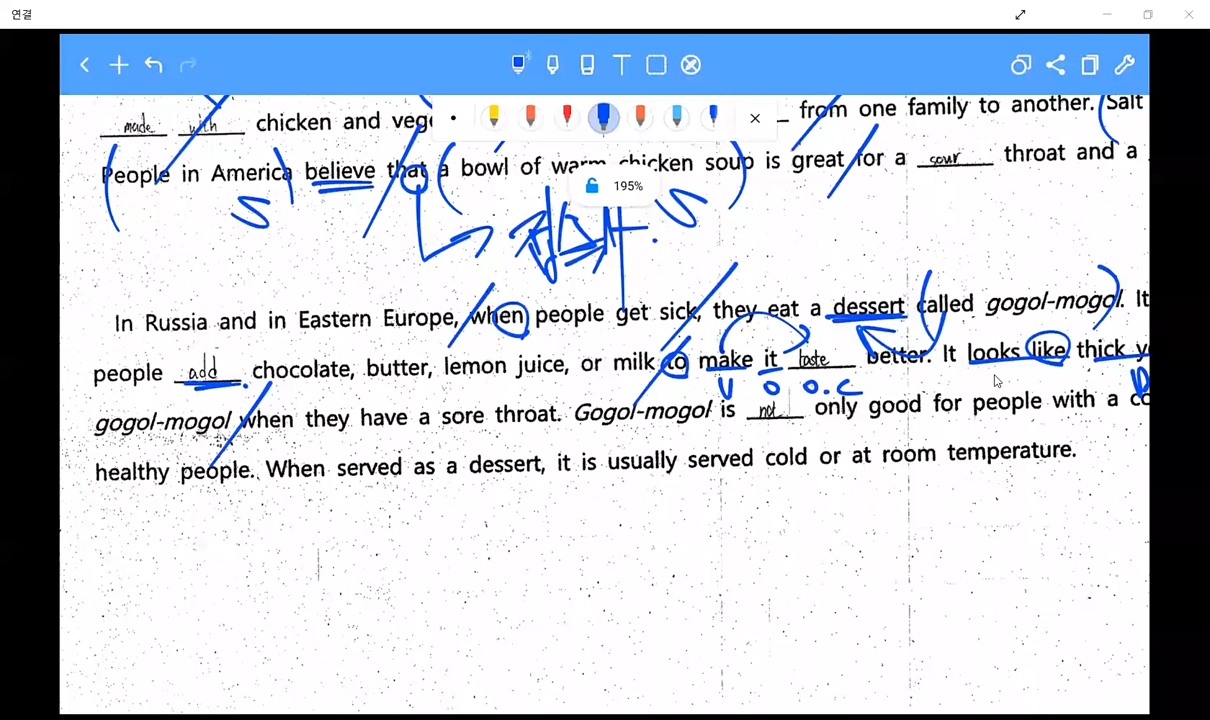 연결
made with chicken and veg from one family to another. (Salt
People in America believe that a bowl of warm chicken soup is great for a sour throat and a
S S
접속사.
195%
In Russia and in Eastern Europe, when people get sick, they eat a dessert called gogol-mogol. It
people add chocolate, butter, lemon juice, or milk to make it taste better. It looks like thick y
V O O.C
gogol-mogol when they have a sore throat. Gogol-mogol is not only good for people with a co
healthy people. When served as a dessert, it is usually served cold or at room temperature.